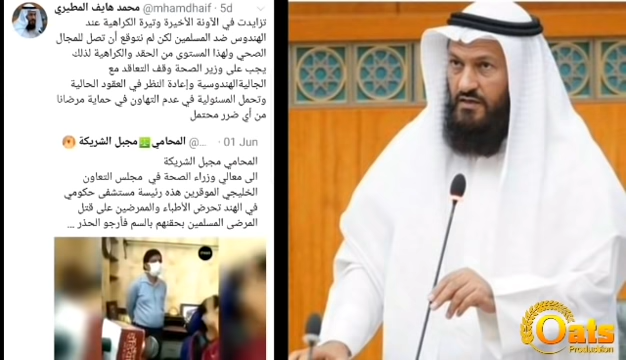 محمد هايف المطيري @mhamdhaif · 5d
تزايدت في الآونة الأخيرة وتيرة الكراهية عند
الهندوس ضد المسلمين لكن لم نتوقع أن تصل للمجال
الصحي ولهذا المستوى من الحقد والكراهية لذلك
يجب على وزير الصحة وقف التعاقد مع
الجاليةالهندوسية وإعادة النظر في العقود الحالية
وتحمل المسئولية في عدم التهاون في حماية مرضانا
من أي ضرر محتمل
المحامي مجبل الشريكة @... · 01 Jun
المحامي مجبل الشريكة
الى معالي وزراء الصحة في مجلس التعاون
الخليجي الموقرين هذه رئيسة مستشفى حكومي
في الهند تحرض الأطباء والممرضين على قتل
المرضى المسلمين بحقنهم بالسم فأرجو الحذر ...
Oats
Production